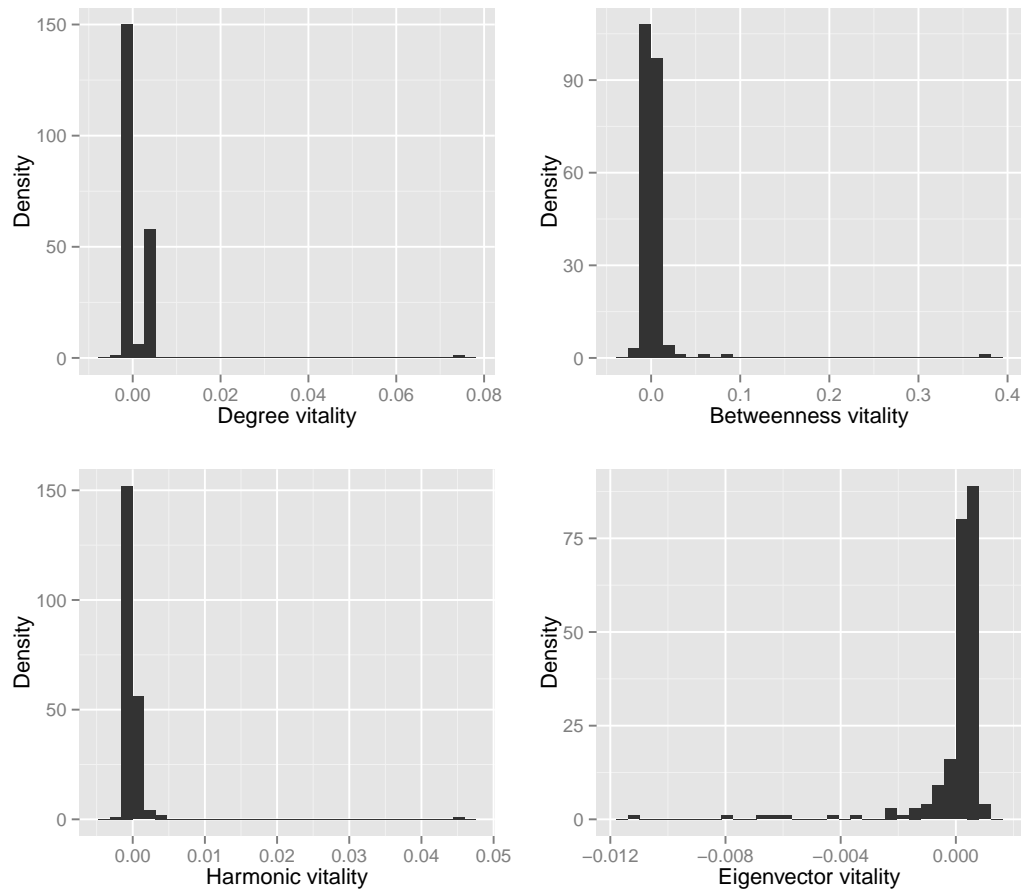 150
100
50
0
Density
0.00 0.02 0.04 0.06 0.08
Degree vitality
90
60
30
0
Density
0.0 0.1 0.2 0.3 0.4
Betweenness vitality
150
100
50
0
Density
0.00 0.01 0.02 0.03 0.04 0.05
Harmonic vitality
75
50
25
0
Density
−0.012 −0.008 −0.004 0.000
Eigenvector vitality